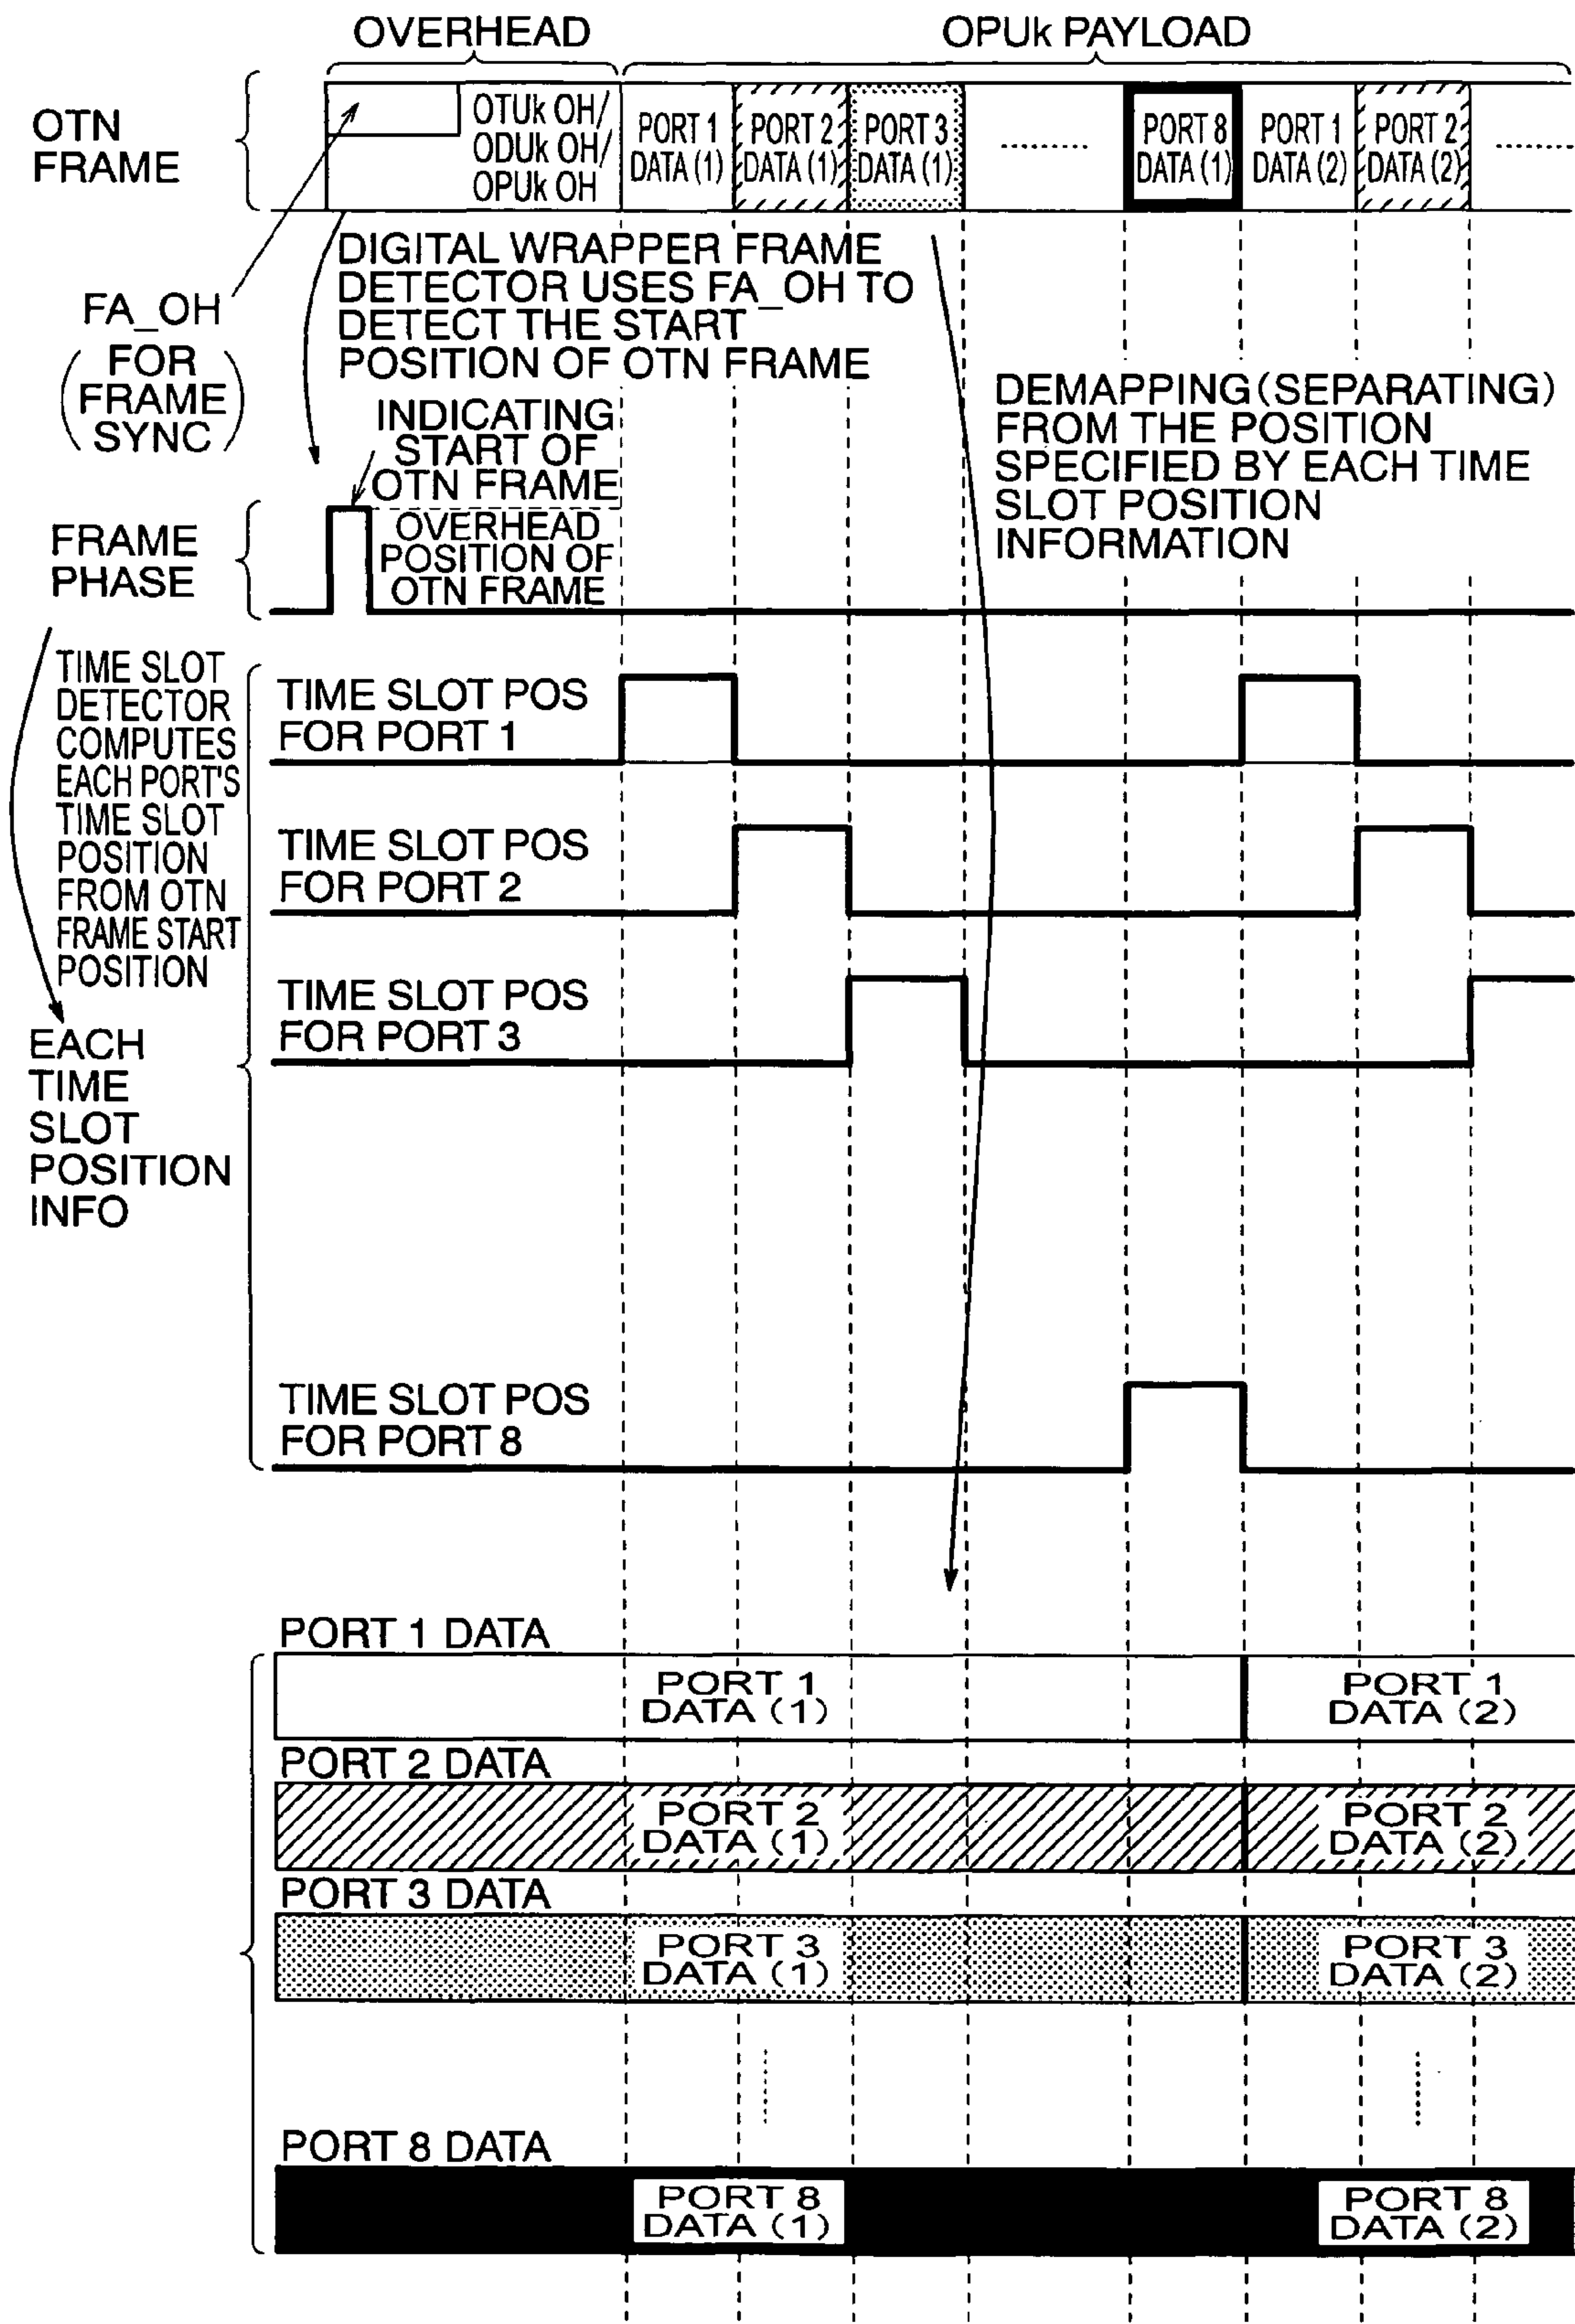 OVERHEAD
OPUk PAYLOAD
OTN
FRAME
OTUk OH/
ODUk OH/
OPUk OH
PORT 1
DATA (1)
PORT 2
DATA (1)
PORT 3
DATA (1)
PORT 8
DATA (1)
PORT 1
DATA (2)
PORT 2
DATA (2)
FA_OH
FOR
FRAME
SYNC
DIGITAL WRAPPER FRAME
DETECTOR USES FA_OH TO
DETECT THE START
POSITION OF OTN FRAME
INDICATING
START OF
OTN FRAME
OVERHEAD
POSITION OF
OTN FRAME
DEMAPPING (SEPARATING)
FROM THE POSITION
SPECIFIED BY EACH TIME
SLOT POSITION
INFORMATION
FRAME
PHASE
TIME SLOT
DETECTOR
COMPUTES
EACH PORT'S
TIME SLOT
POSITION
FROM OTN
FRAME START
POSITION
EACH
TIME
SLOT
POSITION
INFO
TIME SLOT POS
FOR PORT 1
TIME SLOT POS
FOR PORT 2
TIME SLOT POS
FOR PORT 3
TIME SLOT POS
FOR PORT 8
PORT 1 DATA
PORT 1
DATA (1)
PORT 1
DATA (2)
PORT 2 DATA
PORT 2
DATA (1)
PORT 2
DATA (2)
PORT 3 DATA
PORT 3
DATA (1)
PORT 3
DATA (2)
PORT 8 DATA
PORT 8
DATA (1)
PORT 8
DATA (2)